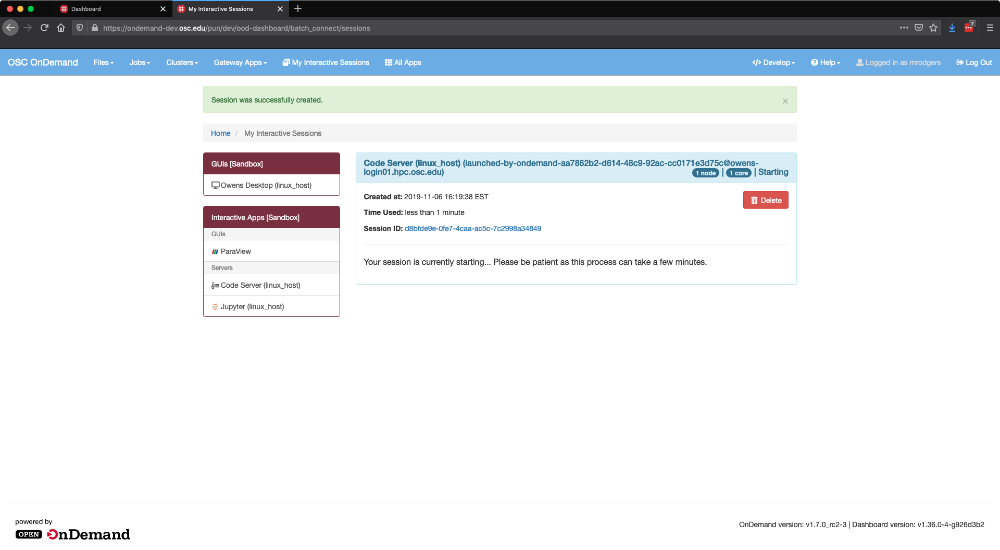 Dashboard
My Interactive Sessions
https://ondemand-dev.osc.edu/pun/dev/ood-dashboard/batch_connect/sessions
7
OSC OnDemand
Files
Jobs
Clusters
Gateway Apps
My Interactive Sessions
All Apps
Develop
Help
Logged in as mrodgers
Log Out
Session was successfully created.
×
Home / My Interactive Sessions
GUIs [Sandbox]
Owens Desktop (linux_host)
Interactive Apps [Sandbox]
GUIs
ParaView
Servers
Code Server (linux_host)
Jupyter (linux_host)
Code Server (linux_host) (launched-by-ondemand-aa7862b2-d614-48c9-92ac-cc0171e3d75c@owens-
login01.hpc.osc.edu)
1 node | 1 core | Starting
Created at: 2019-11-06 16:19:38 EST
Delete
Time Used: less than 1 minute
Session ID: d8bfde9e-0fe7-4caa-ac5c-7c2998a34849
Your session is currently starting... Please be patient as this process can take a few minutes.
powered by
OPEN OnDemand
OnDemand version: v1.7.0_rc2-3 | Dashboard version: v1.36.0-4-g926d3b2